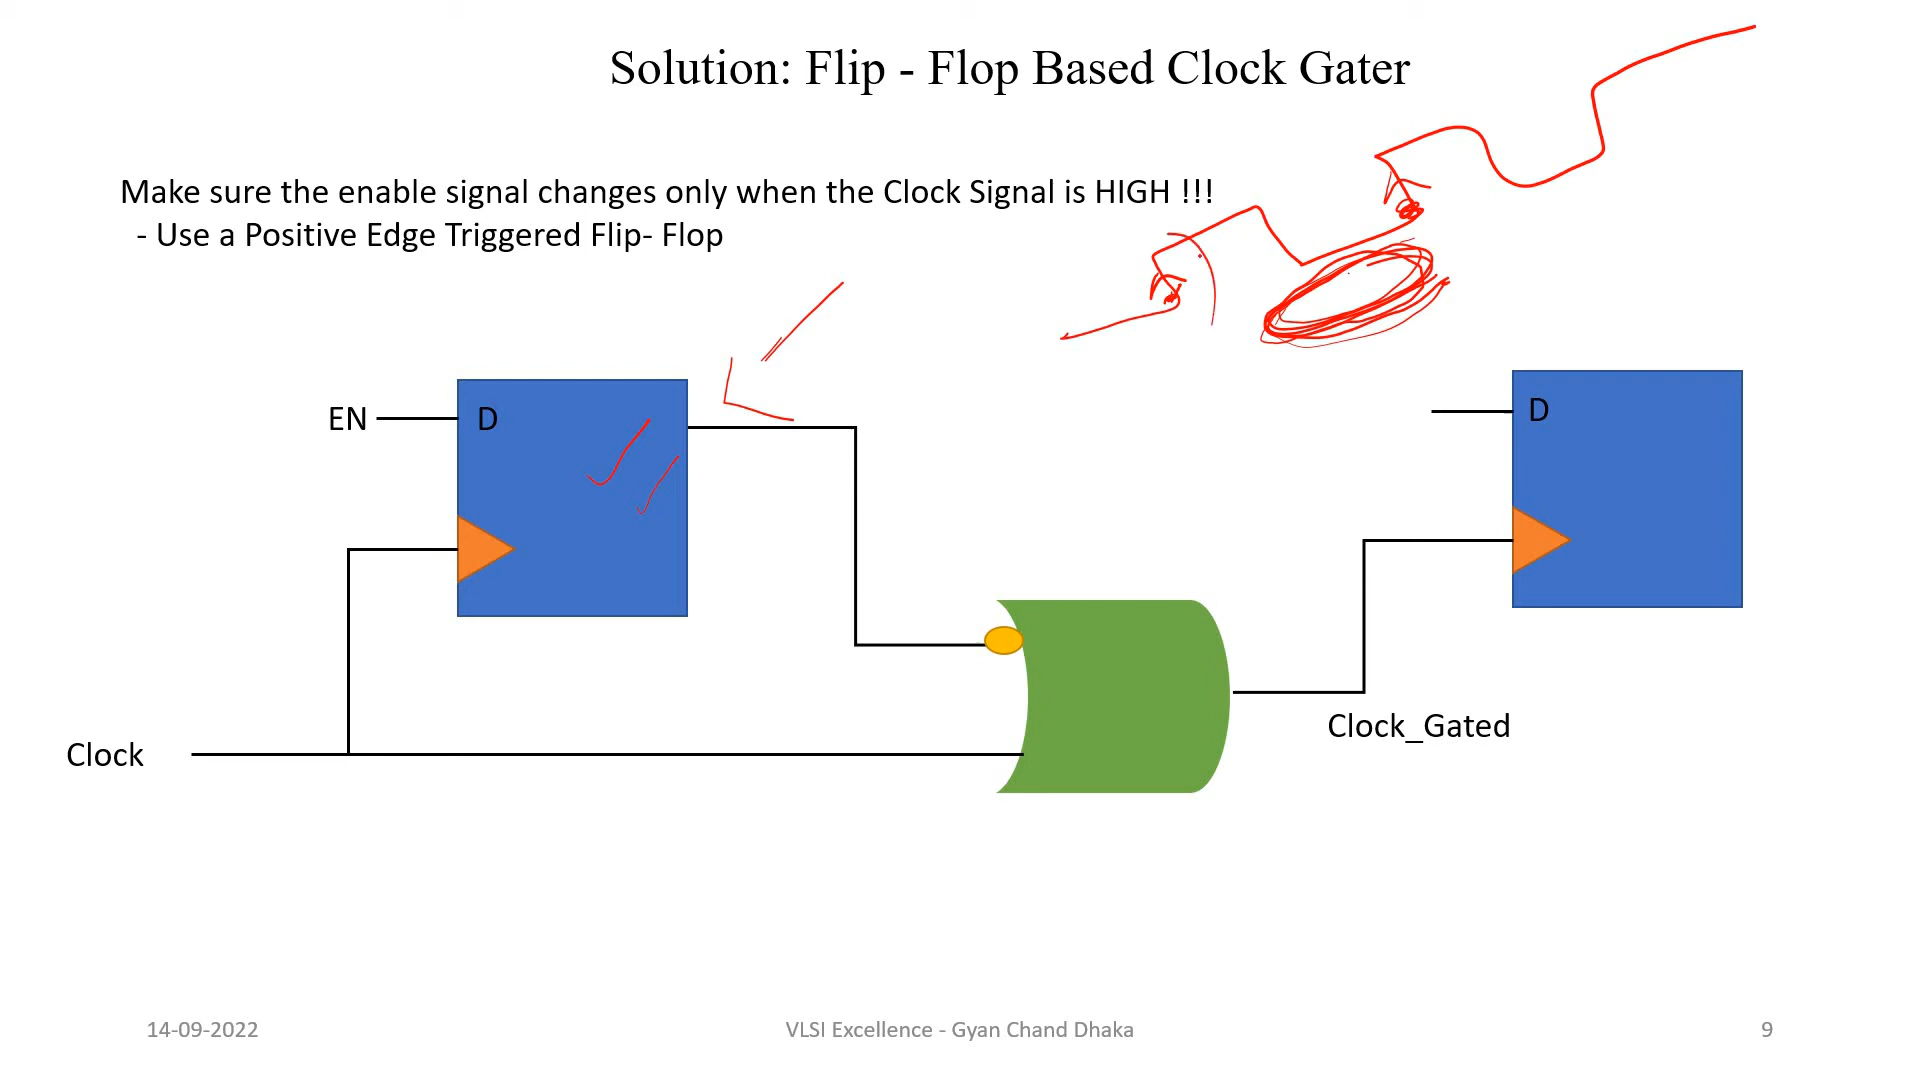 Solution: Flip - Flop Based Clock Gater
Make sure the enable signal changes only when the Clock Signal is HIGH !!!
- Use a Positive Edge Triggered Flip- Flop
EN
D
D
Clock
Clock_Gated
14-09-2022
VLSI Excellence - Gyan Chand Dhaka
9